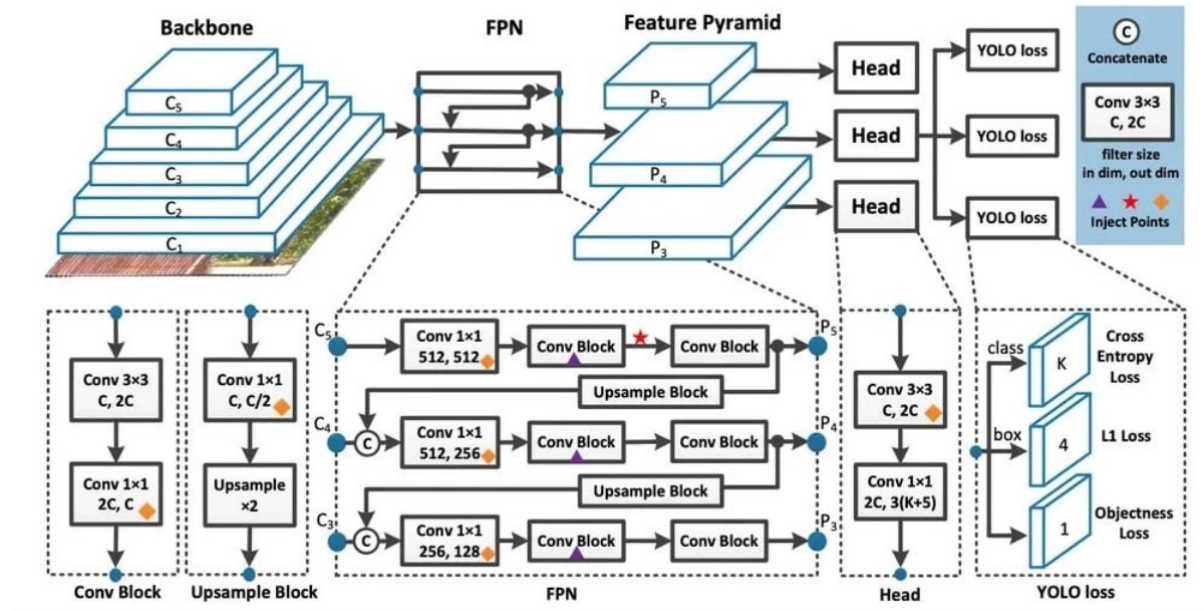 Backbone
FPN
Feature Pyramid
C5
C4
C3
C2
C1
P5
P4
P3
Head
Head
Head
YOLO loss
YOLO loss
YOLO loss
C
Concatenate
Conv 3×3
C, 2C
filter size
in dim, out dim
Inject Points
Conv 3×3
C, 2C
Conv 1×1
2C, C
Conv Block
Conv 1×1
C, C/2
Upsample
×2
Upsample Block
C5
Conv 1×1
512, 512
Conv Block
Conv Block
P5
Upsample Block
C4
C
Conv 1×1
512, 256
Conv Block
Conv Block
P4
Upsample Block
C3
C
Conv 1×1
256, 128
Conv Block
Conv Block
P3
FPN
Conv 3×3
C, 2C
Conv 1×1
2C, 3(K+5)
Head
class
K
Cross
Entropy
Loss
box
4
L1 Loss
1
Objectness
Loss
YOLO loss